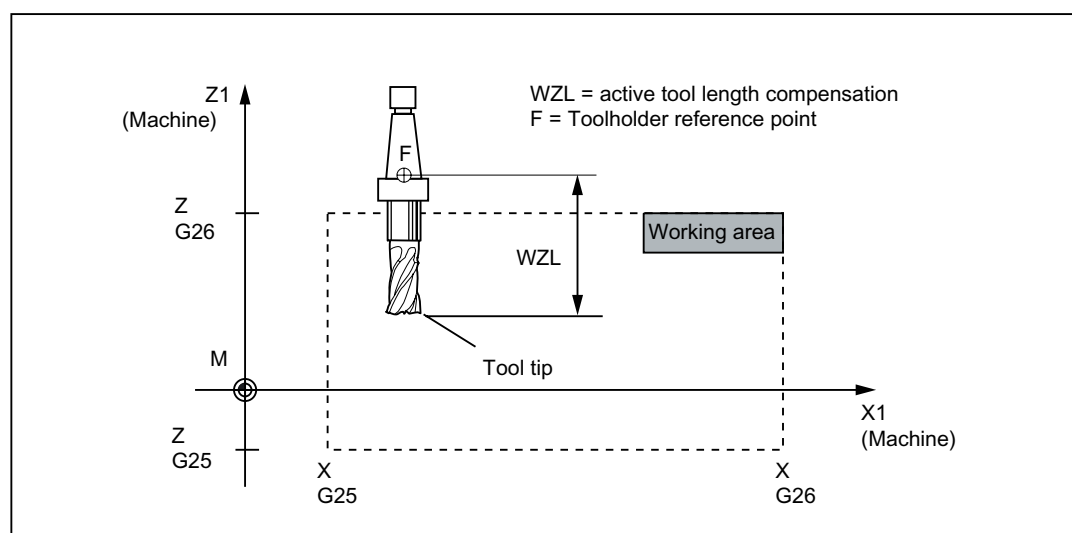 Z1
(Machine)
WZL = active tool length compensation
F = Toolholder reference point
F
Z
G26
Working area
WZL
Tool tip
M
X1
(Machine)
Z
G25
X
G25
X
G26